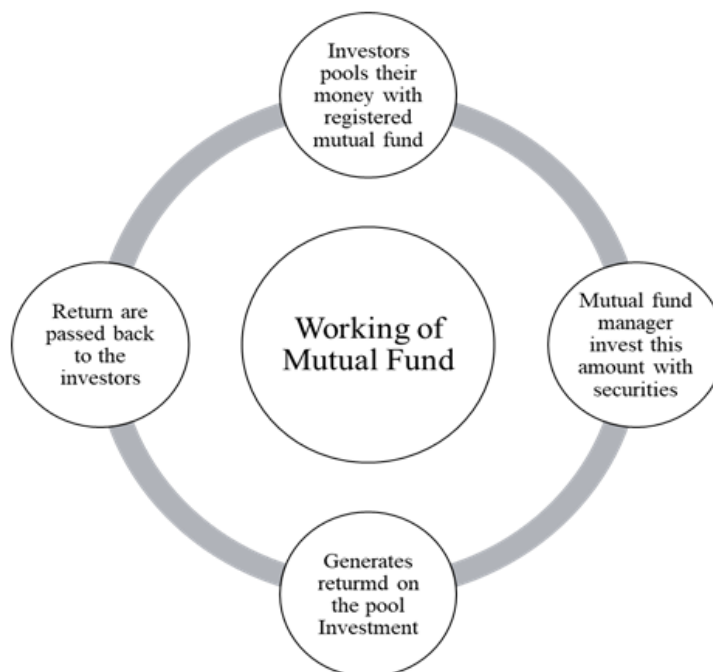 Investors
pools their
money with
registered
mutual fund
Return are
passed back
to the
investors
Working of
Mutual Fund
Mutual fund
manager
invest this
amount with
securities
Generates
returmd on
the pool
Investment